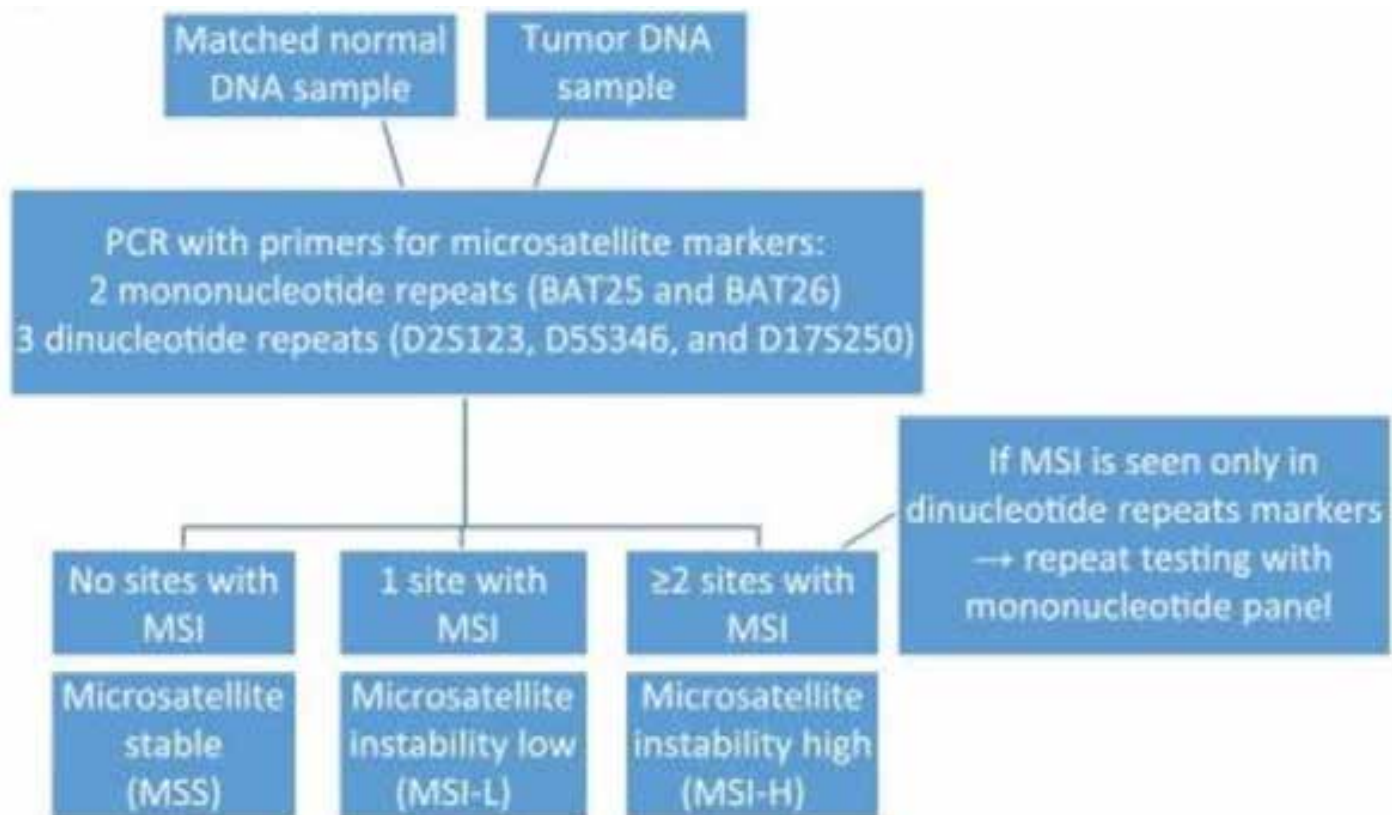 Matched normal
DNA sample
Tumor DNA
sample
PCR with primers for microsatellite markers:
2 mononucleotide repeats (BAT25 and BAT26)
3 dinucleotide repeats (D2S123, D5S346, and D17S250)
If MSI is seen only in
dinucleotide repeats markers
→ repeat testing with
mononucleotide panel
No sites with
MSI
1 site with
MSI
≥2 sites with
MSI
Microsatellite
stable
(MSS)
Microsatellite
instability low
(MSI-L)
Microsatellite
instability high
(MSI-H)